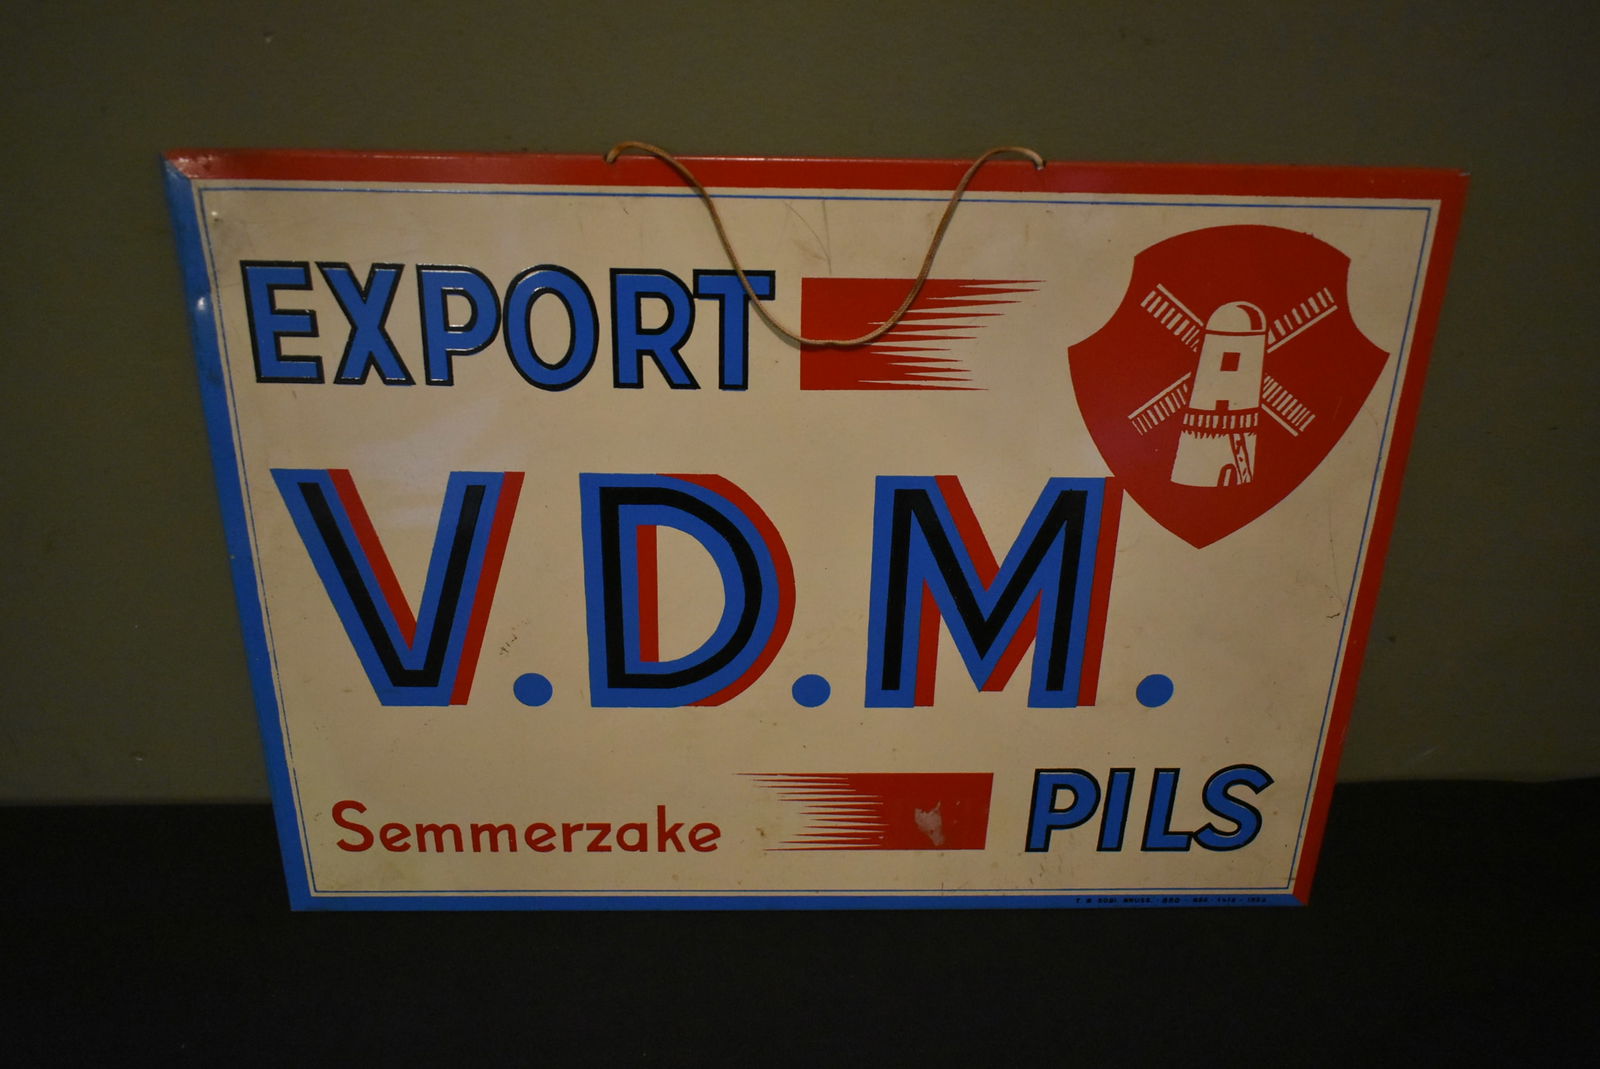 EXPORT
V.D.M.
Semmerzake
PILS